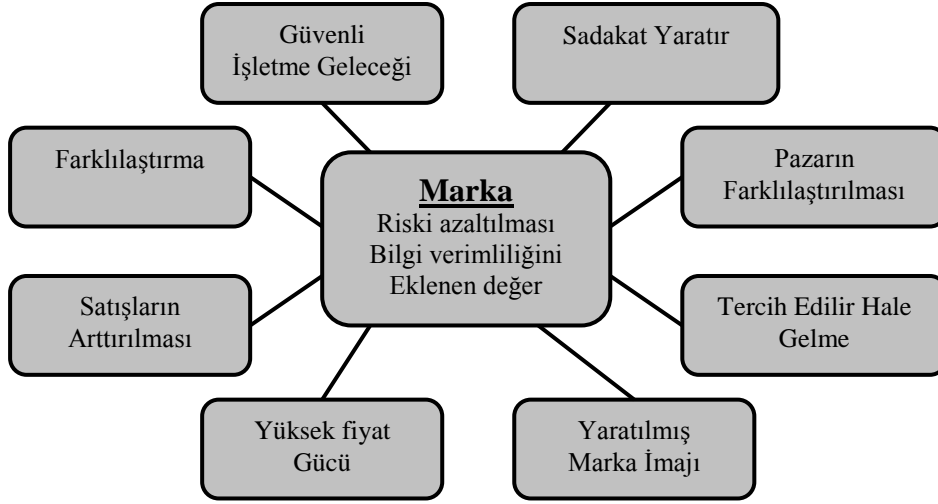 Güvenli
İşletme Geleceği
Sadakat Yaratır
Farklılaştırma
Marka
Riski azaltılması
Bilgi verimliliğini
Eklenen değer
Pazarın
Farklılaştırılması
Satışların
Arttırılması
Tercih Edilir Hale
Gelme
Yüksek fiyat
Gücü
Yaratılmış
Marka İmajı